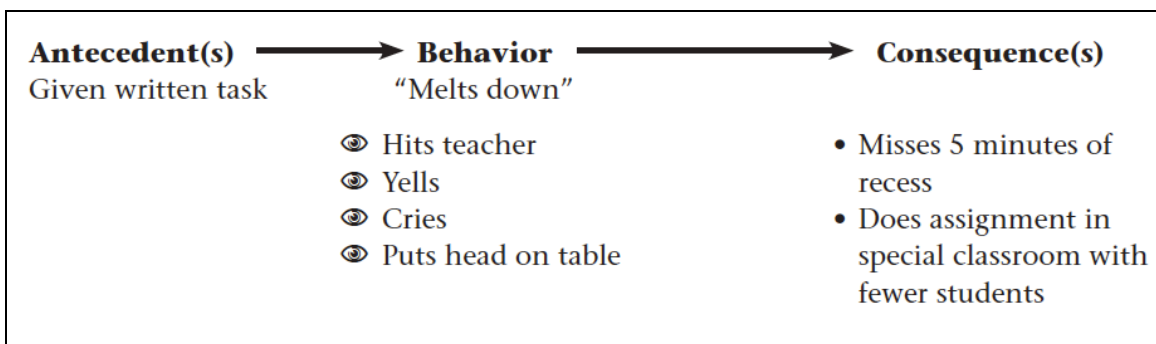 Antecedent(s) Behavior Consequence(s)
Given written task “Melts down”
Hits teacher
Yells
Cries
Puts head on table
• Misses 5 minutes of
recess
• Does assignment in
special classroom with
fewer students